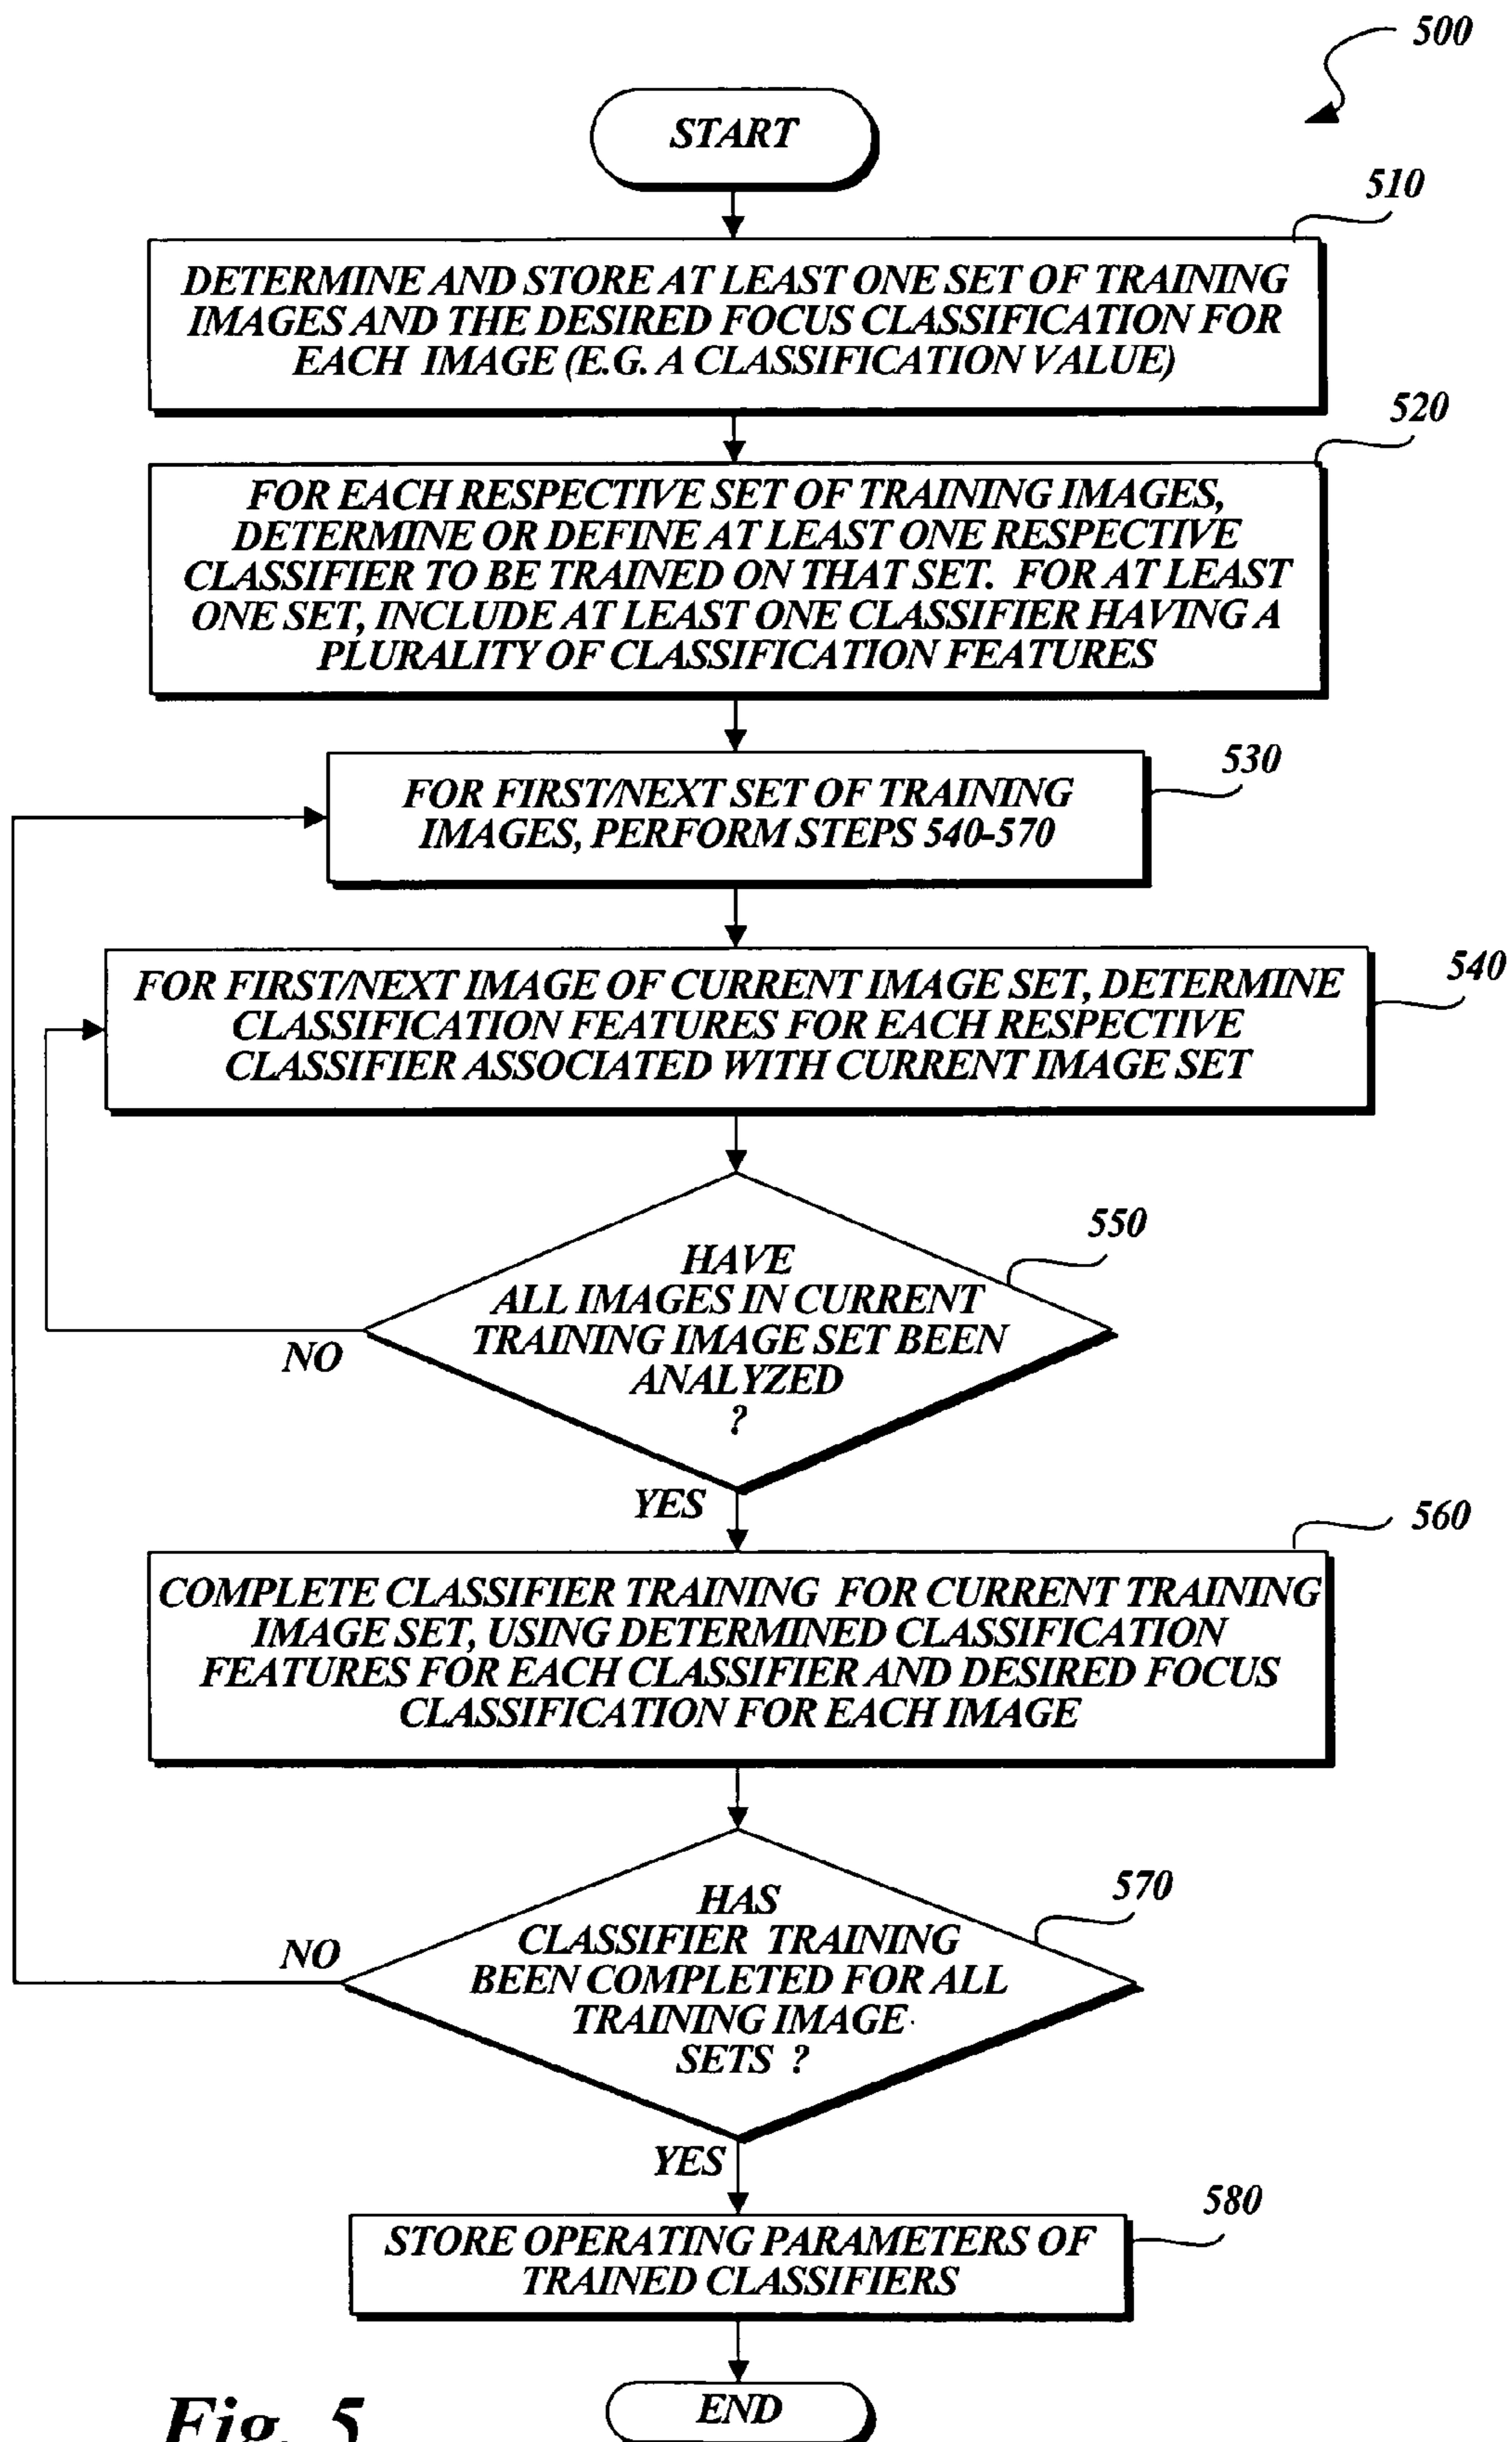 500
START
510
DETERMINE AND STORE AT LEAST ONE SET OF TRAINING
IMAGES AND THE DESIRED FOCUS CLASSIFICATION FOR
EACH IMAGE (E.G. A CLASSIFICATION VALUE)
520
FOR EACH RESPECTIVE SET OF TRAINING IMAGES,
DETERMINE OR DEFINE AT LEAST ONE RESPECTIVE
CLASSIFIER TO BE TRAINED ON THAT SET. FOR AT LEAST
ONE SET, INCLUDE AT LEAST ONE CLASSIFIER HAVING A
PLURALITY OF CLASSIFICATION FEATURES
530
FOR FIRST/NEXT SET OF TRAINING
IMAGES, PERFORM STEPS 540-570
540
FOR FIRST/NEXT IMAGE OF CURRENT IMAGE SET, DETERMINE
CLASSIFICATION FEATURES FOR EACH RESPECTIVE
CLASSIFIER ASSOCIATED WITH CURRENT IMAGE SET
550
HAVE
ALL IMAGES IN CURRENT
TRAINING IMAGE SET BEEN
ANALYZED
?
NO
YES
560
COMPLETE CLASSIFIER TRAINING FOR CURRENT TRAINING
IMAGE SET, USING DETERMINED CLASSIFICATION
FEATURES FOR EACH CLASSIFIER AND DESIRED FOCUS
CLASSIFICATION FOR EACH IMAGE
570
HAS
CLASSIFIER TRAINING
BEEN COMPLETED FOR ALL
TRAINING IMAGE
SETS ?
NO
YES
580
STORE OPERATING PARAMETERS OF
TRAINED CLASSIFIERS
END
Fig. 5